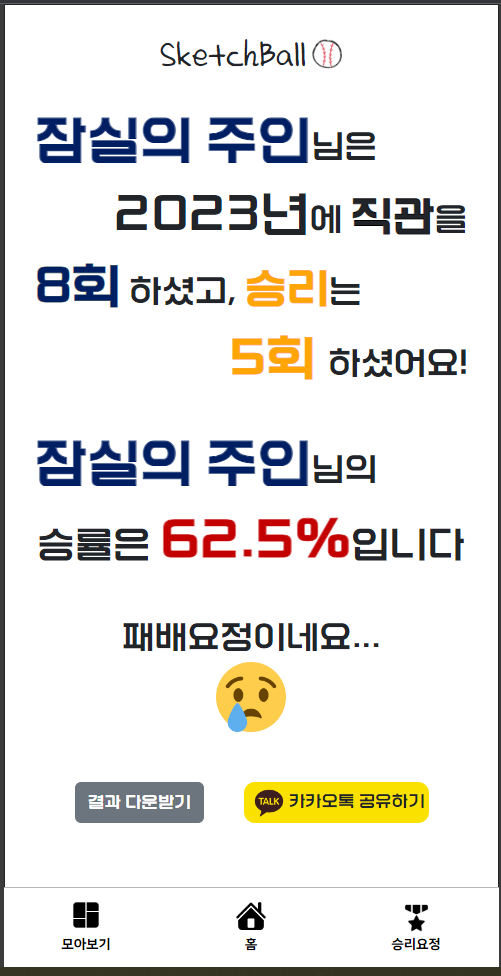 SketchBall
잠실의 주인님은
2023년에 직관을
8회 하셨고, 승리는
5회 하셨어요!
잠실의 주인님의
승률은 62.5%입니다
패배요정이네요...
결과 다운받기
TALK 카카오톡 공유하기
모아보기 홈 승리요정